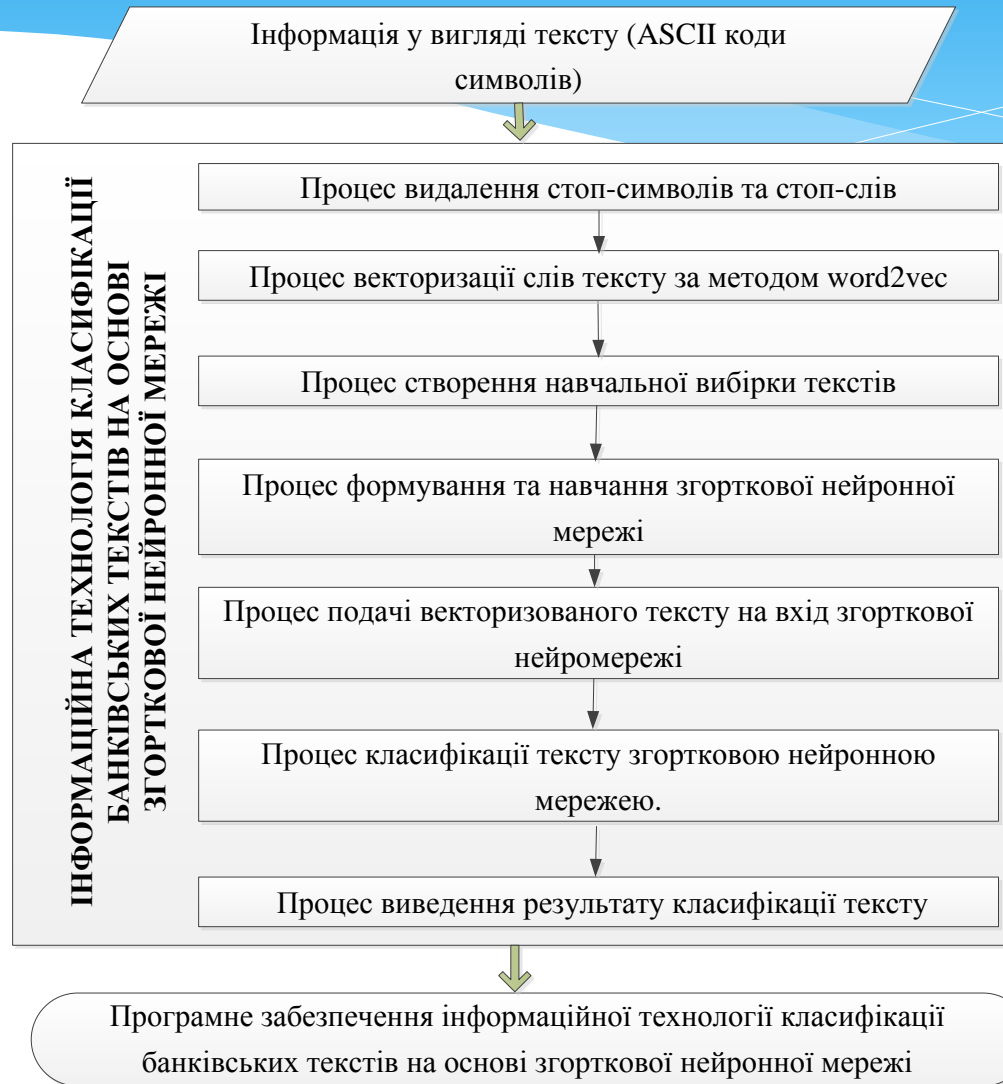 Інформація у вигляді тексту (ASCII коди
символів)
ІНФОРМАЦІЙНА ТЕХНОЛОГІЯ КЛАСИФІКАЦІЇ
БАНКІВСЬКИХ ТЕКСТІВ НА ОСНОВІ
ЗГОРТКОВОЇ НЕЙРОННОЇ МЕРЕЖІ
Процес видалення стоп-символів та стоп-слів
Процес векторизації слів тексту за методом word2vec
Процес створення навчальної вибірки текстів
Процес формування та навчання згорткової нейронної
мережі
Процес подачі векторизованого тексту на вхід згорткової
нейромережі
Процес класифікації тексту згортковою нейронною
мережею.
Процес виведення результату класифікації тексту
Програмне забезпечення інформаційної технології класифікації
банківських текстів на основі згорткової нейронної мережі